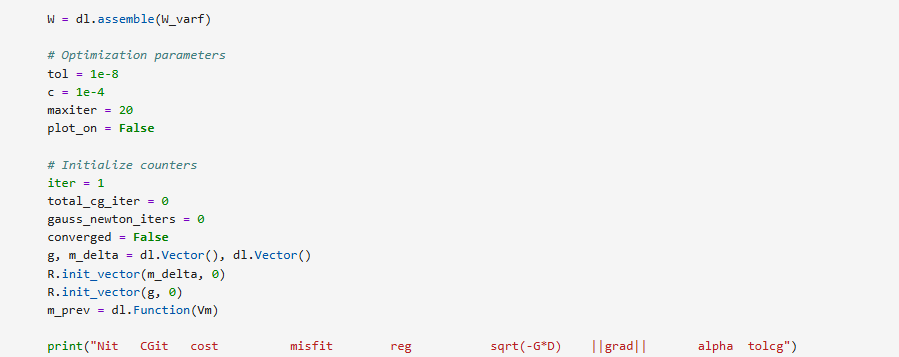 W = dl.assemble(W_varf)
# Optimization parameters
tol = 1e-8
c = 1e-4
maxiter = 20
plot_on = False
# Initialize counters
iter = 1
total_cg_iter = 0
gauss_newton_iters = 0
converged = False
g, m_delta = dl.Vector(), dl.Vector()
R.init_vector(m_delta, 0)
R.init_vector(g, 0)
m_prev = dl.Function(Vm)
print("Nit   CGit   cost          misfit        reg           sqrt(-G*D)    ||grad||       alpha  tolcg")